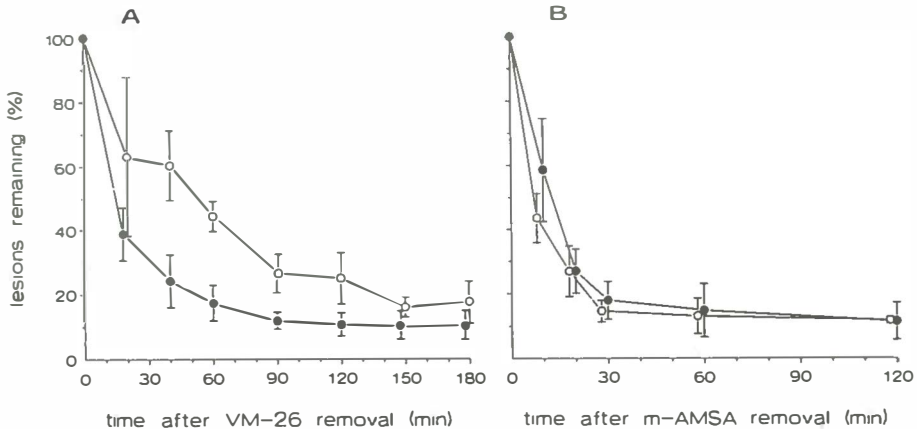 A
B
lesions remaining (%)
100
80
60
40
20
0
0 30 60 90 120 150 180
0 30 60 90 120
time after VM-26 removal (min)
time after m-AMSA removal (min)